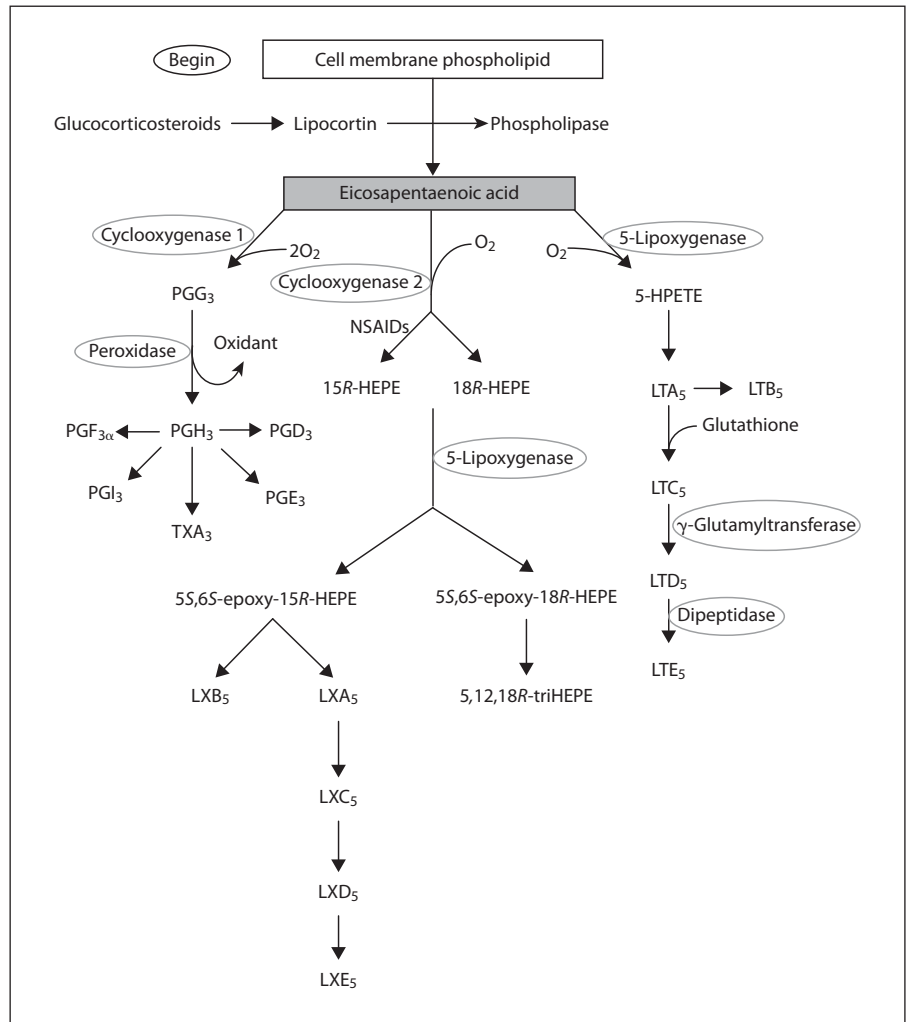 Begin
Cell membrane phospholipid
Glucocorticosteroids
Lipocortin
Phospholipase
Eicosapentaenoic acid
Cyclooxygenase 1
2O₂
Cyclooxygenase 2
O₂
O₂
5-Lipoxygenase
PGG₃
NSAIDs
5-HPETE
Peroxidase
Oxidant
15R-HEPE
18R-HEPE
LTA₅
LTB₅
Glutathione
PGF₃α
PGH₃
PGD₃
PGI₃
PGE₃
TXA₃
5-Lipoxygenase
LTC₅
γ-Glutamyltransferase
LTD₅
Dipeptidase
LTE₅
5S,6S-epoxy-15R-HEPE
5S,6S-epoxy-18R-HEPE
LXB₅
LXA₅
5,12,18R-triHEPE
LXC₅
LXD₅
LXE₅